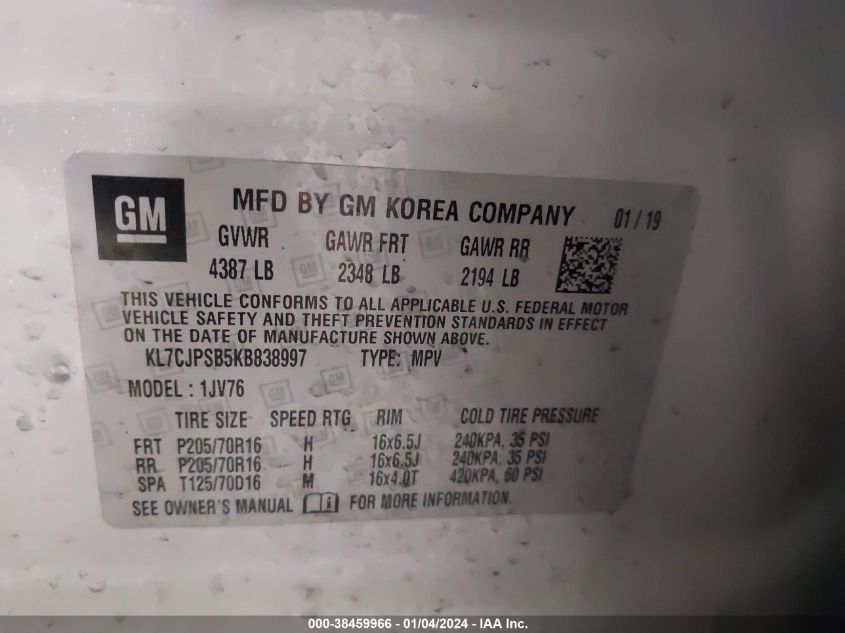 GM
MFD BY GM KOREA COMPANY 01/19
GVWR GAWR FRT GAWR RR
4387 LB 2348 LB 2194 LB
THIS VEHICLE CONFORMS TO ALL APPLICABLE U.S. FEDERAL MOTOR
VEHICLE SAFETY AND THEFT PREVENTION STANDARDS IN EFFECT
ON THE DATE OF MANUFACTURE SHOWN ABOVE.
KL7CJPSB5KB838997 TYPE: MPV
MODEL : 1JV76
TIRE SIZE SPEED RTG RIM COLD TIRE PRESSURE
FRT P205/70R16 H 16x6.5J 240KPA, 35 PSI
RR P205/70R16 H 16x6.5J 240KPA, 35 PSI
SPA T125/70D16 M 16x4.0T 420KPA, 60 PSI
SEE OWNER'S MANUAL FOR MORE INFORMATION
000-38459966 - 01/04/2024 - IAA Inc.